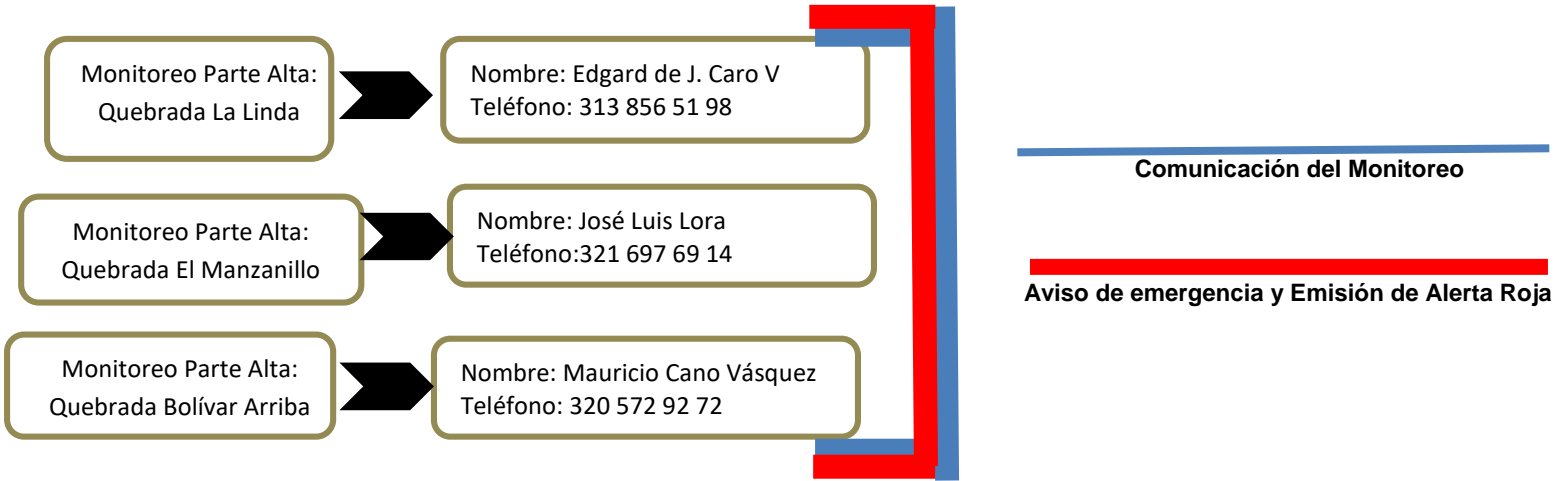 Monitoreo Parte Alta:
Quebrada La Linda
Nombre: Edgard de J. Caro V
Teléfono: 313 856 51 98
Monitoreo Parte Alta:
Quebrada El Manzanillo
Nombre: José Luis Lora
Teléfono:321 697 69 14
Monitoreo Parte Alta:
Quebrada Bolívar Arriba
Nombre: Mauricio Cano Vásquez
Teléfono: 320 572 92 72
Comunicación del Monitoreo
Aviso de emergencia y Emisión de Alerta Roja